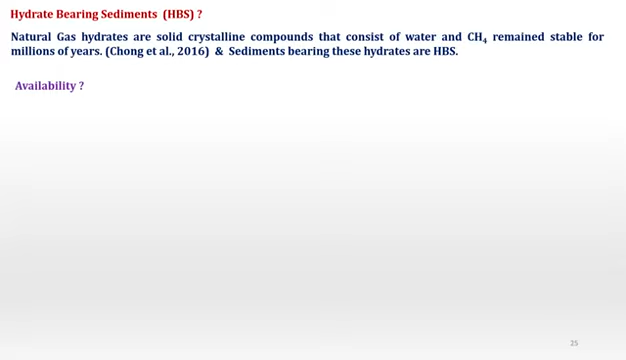 Hydrate Bearing Sediments (HBS) ?
Natural Gas hydrates are solid crystalline compounds that consist of water and CH₄ remained stable for
millions of years. (Chong et al., 2016) & Sediments bearing these hydrates are HBS.
Availability ?
25